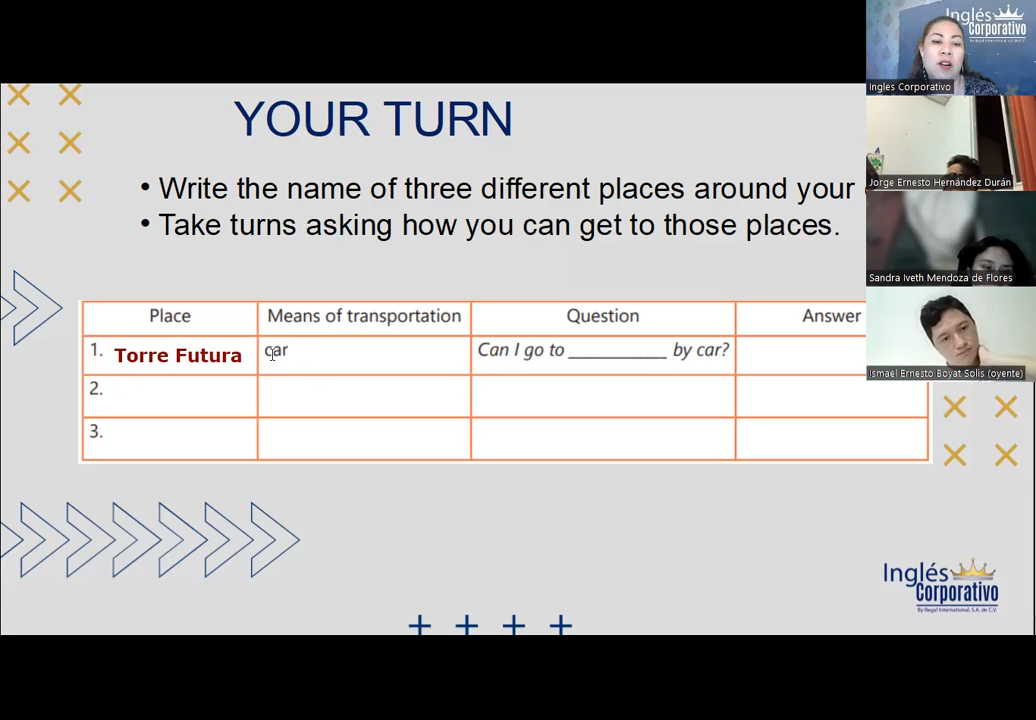 Inglés
Corporativo
Ingles Corporativo
YOUR TURN
• Write the name of three different places around your
• Take turns asking how you can get to those places.
Jorge Ernesto Hernández Durán
Sandra Iveth Mendoza de Flores
Ismael Ernesto Boyat Solis (oyente)
Place Means of transportation Question Answer
1. Torre Futura car Can I go to __________ by car?
2.
3.
Inglés
Corporativo
By Regal International, S.A. de C.V.